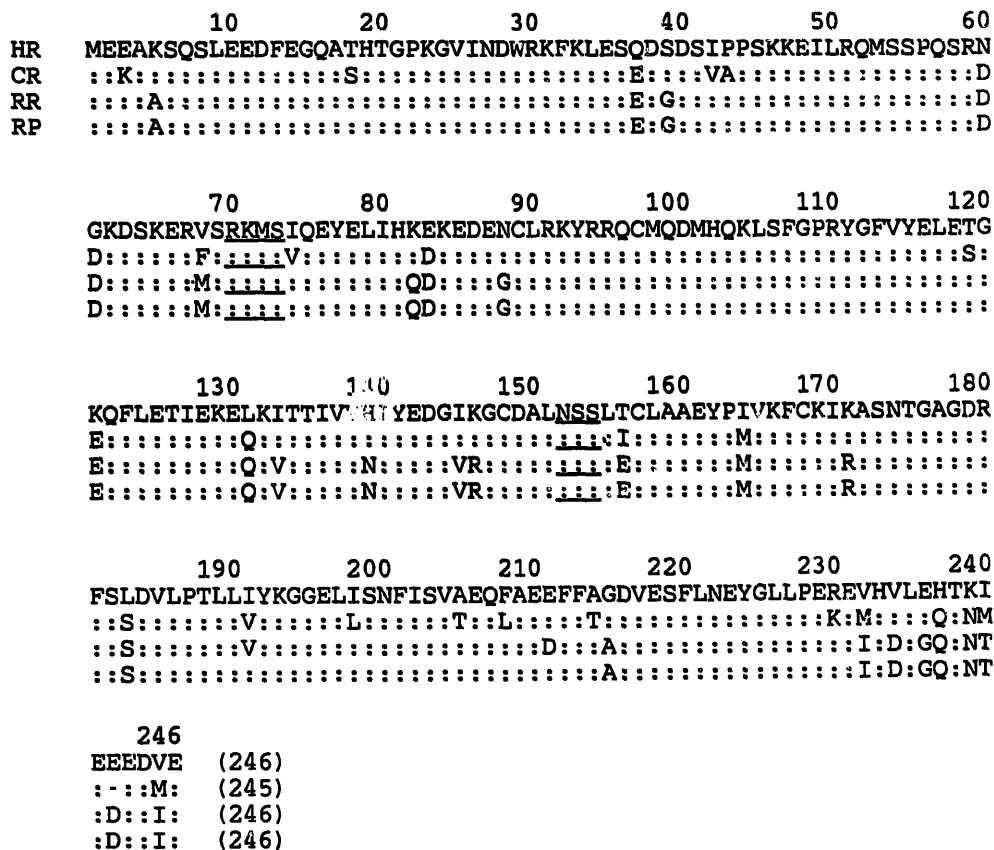 10 20 30 40 50 60
HR MEEAKSQSLEEDFEGQATHTGPKGVINDWRKFKLESQDSDSIPPSKKEILRQMSSPQSRN
CR ::K::::::::::::::S::::::::::::::::::E::::VA::::::::::::::::D
RR ::::A:::::::::::::::::::::::::::::::E:G::::::::::::::::::::D
RP ::::A:::::::::::::::::::::::::::::::E:G::::::::::::::::::::D
70 80 90 100 110 120
GKDSKERVSRKMSIQEYELIHKEKEDENCLRKYRRQCMQDMHQKLSFGPRYGFVYELETG
D::::::F:::::V::::::::D:::::::::::::::::::::::::::::::::::S:
D::::::M:::::::::::::QD::::G::::::::::::::::::::::::::::::::
D::::::M:::::::::::::QD::::G::::::::::::::::::::::::::::::::
130 150 160 170 180
KQFLETIEKELKITTIV YEDGIKGCDALNSSLTCLAAEYPIVKFCKIKASNTGAGDR
E:::::::::Q::::::::::::::::::::::::I:::::::M::::::::::::::::
E:::::::::Q:V:::::N:::::VR:::::::::E:::::::M::::::R:::::::::
E:::::::::Q:V:::::N:::::VR:::::::::E:::::::M::::::R:::::::::
190 200 210 220 230 240
FSLDVLPTLLIYKGGELISNFISVAEQFAEEFFAGDVESFLNEYGLLPEREVHVLEHTKI
::S:::::::V::::::L::::::A::L:::::T:::::::::::::::K:M::::Q:NM
::S:::::::V:::::::::::::::::::D:::A::::::::::::::::I:D:GQ:NT
::S:::::::::::::::::::::::::::::::A::::::::::::::::I:D:GQ:NT
246
EEEDVE (246)
:-::M: (245)
:D::I: (246)
:D::I: (246)